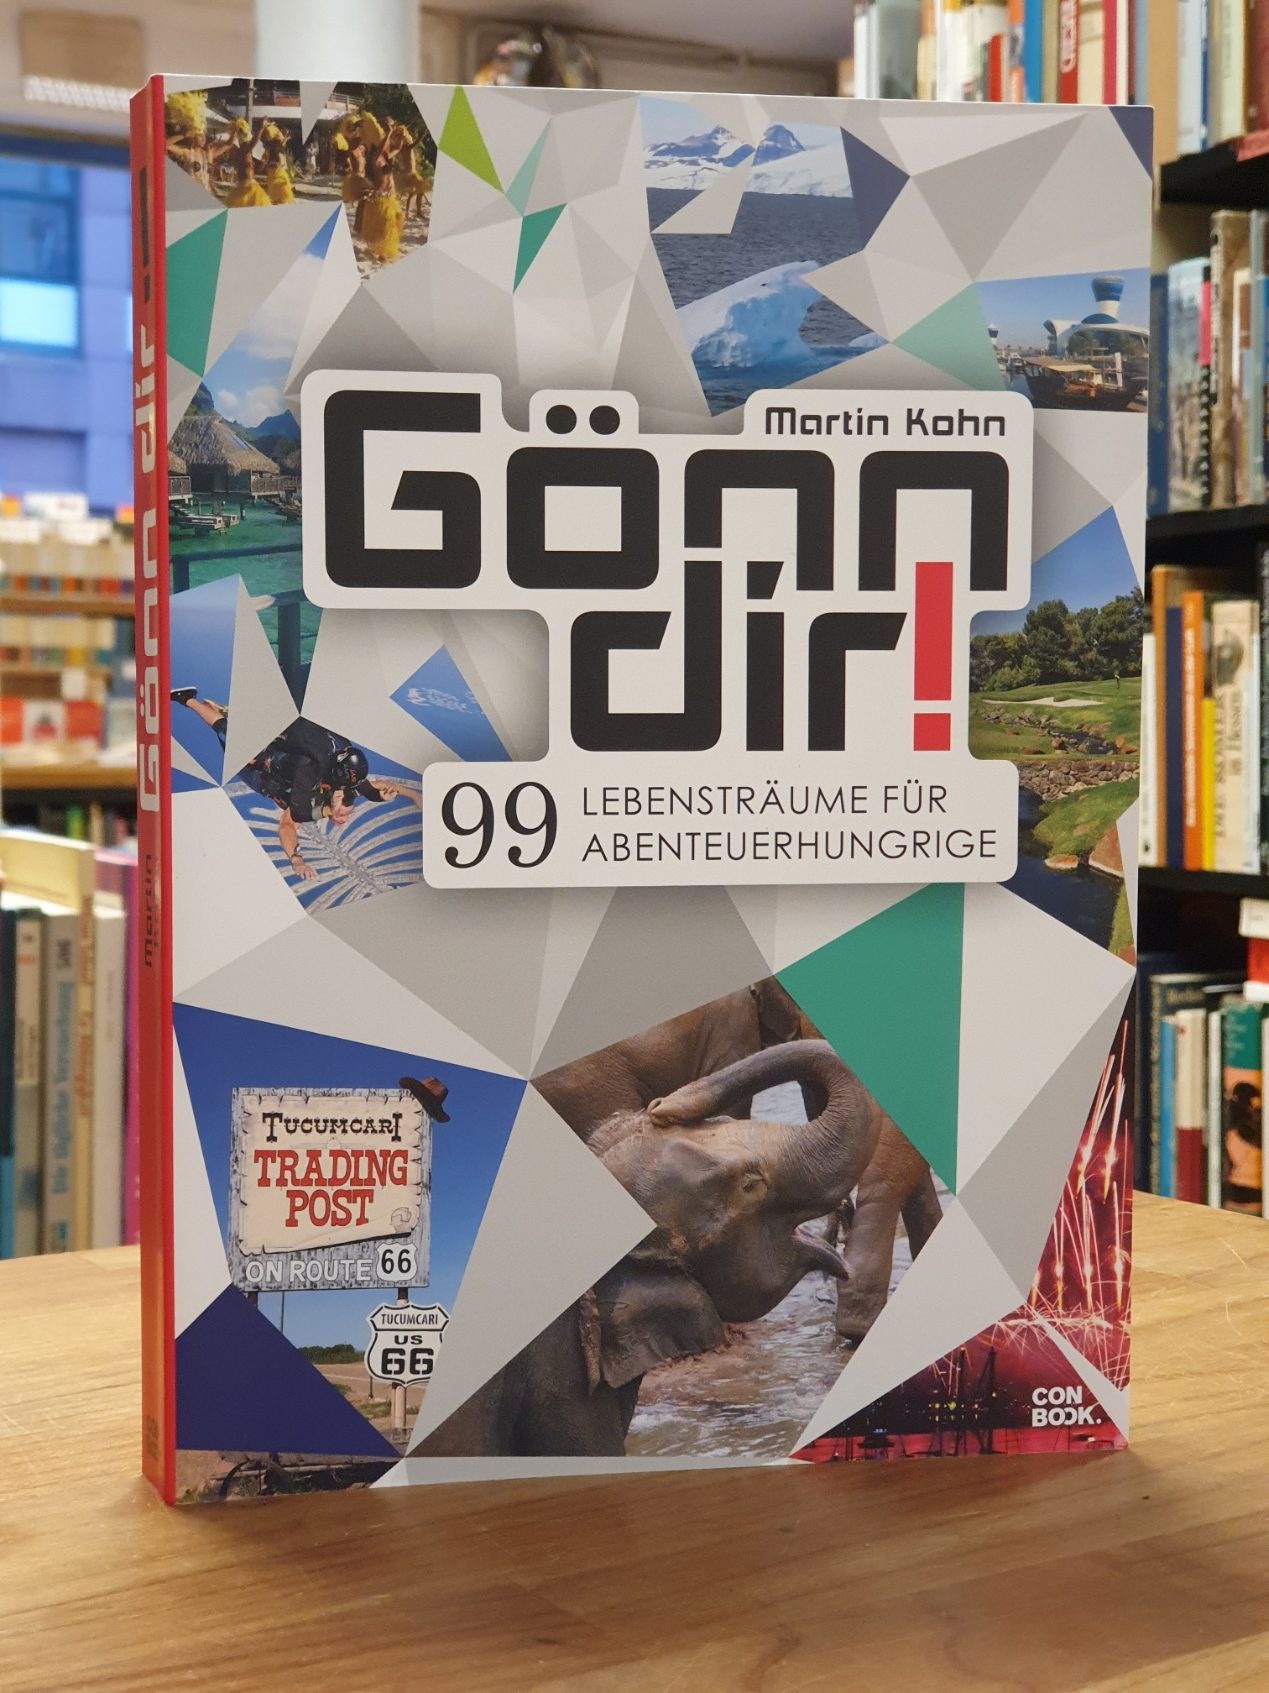 Martin Kohn
Gönn
dir!
99 LEBENSTRÄUME FÜR
ABENTEUERHUNGRIGE
TUCUMCARI
TRADING
POST
ON ROUTE 66
TUCUMCARI
US
66
CON
BOOK.
Gönn dir!
Martin